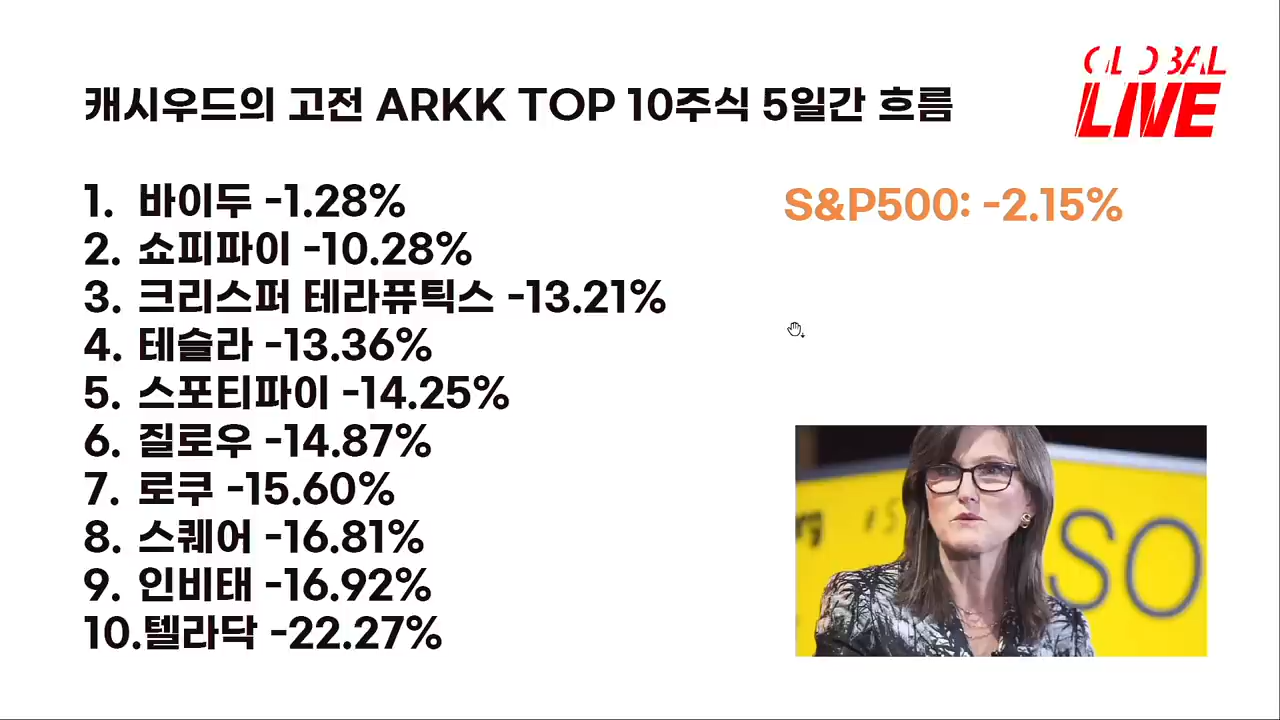 캐시우드의 고전 ARKK TOP 10주식 5일간 흐름
GLOBAL
LIVE
1. 바이두 -1.28%
2. 쇼피파이 -10.28%
3. 크리스퍼 테라퓨틱스 -13.21%
4. 테슬라 -13.36%
5. 스포티파이 -14.25%
6. 질로우 -14.87%
7. 로쿠 -15.60%
8. 스퀘어 -16.81%
9. 인비태 -16.92%
10.텔라닥 -22.27%
S&P500: -2.15%
SO